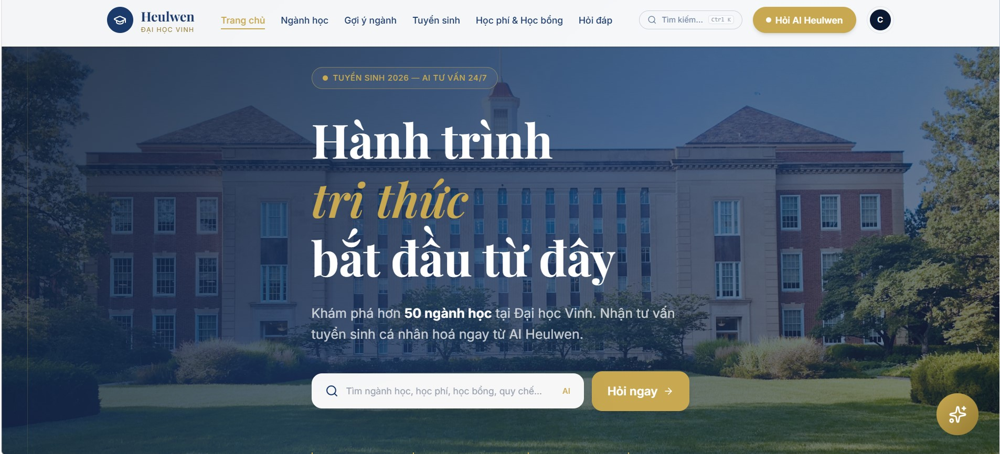 Heulwen
ĐẠI HỌC VINH
Trang chủ
Ngành học
Gợi ý ngành
Tuyển sinh
Học phí & Học bổng
Hỏi đáp
Tìm kiếm...
Ctrl K
Hỏi AI Heulwen
C
TUYỂN SINH 2026 — AI TƯ VẤN 24/7
Hành trình
tri thức
bắt đầu từ đây
Khám phá hơn 50 ngành học tại Đại học Vinh. Nhận tư vấn
tuyển sinh cá nhân hoá ngay từ AI Heulwen.
Tìm ngành học, học phí, học bổng, quy chế...
AI
Hỏi ngay →